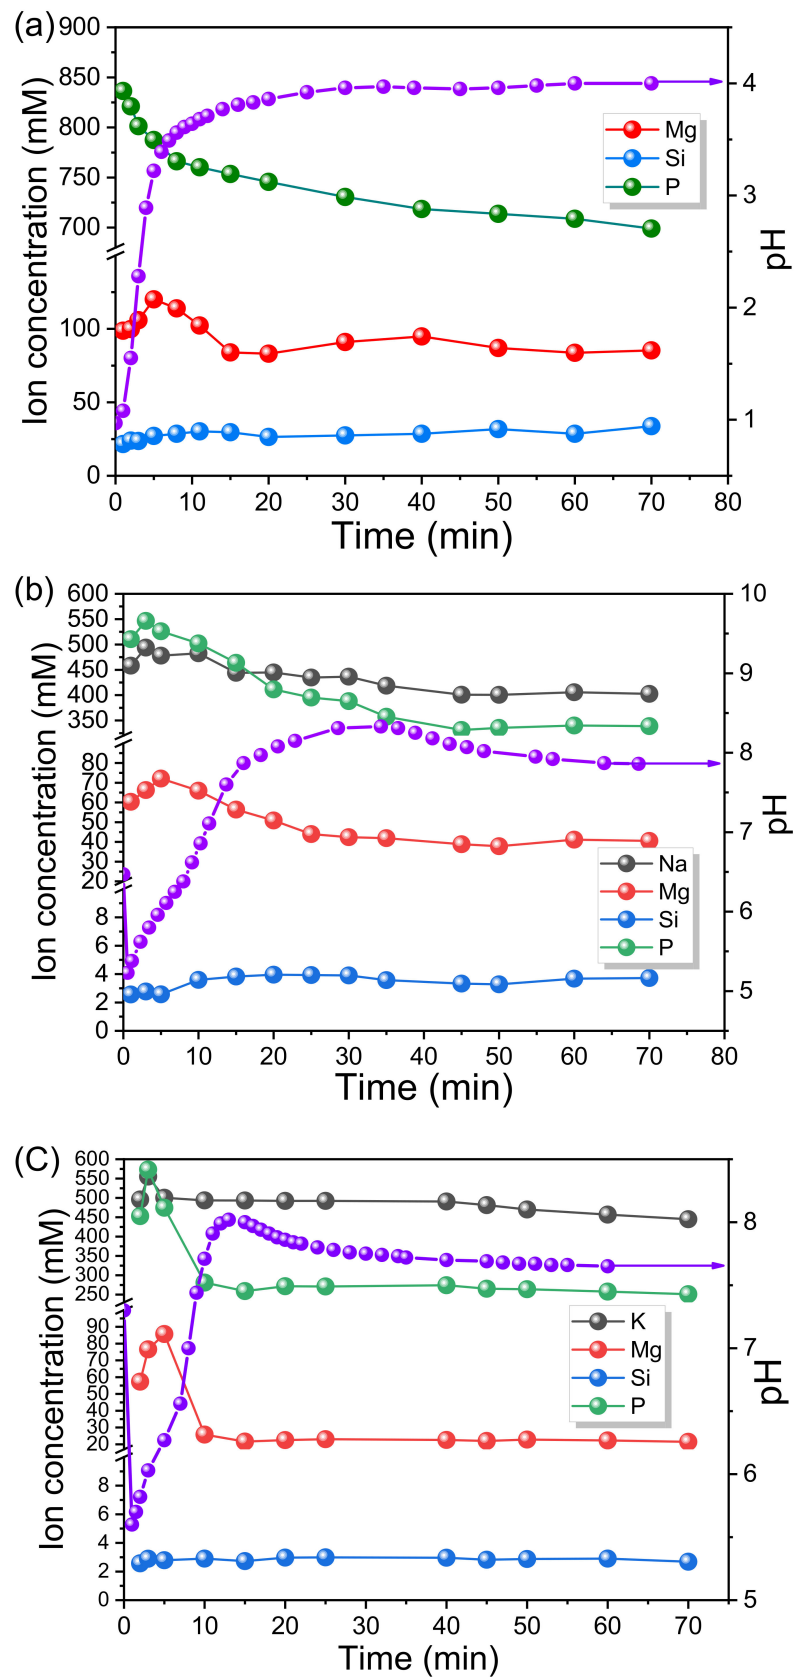 (a)
900
850
800
750
700
100
50
0
Ion concentration (mM)
4
3
2
1
pH
Mg
Si
P
0 10 20 30 40 50 60 70 80
Time (min)
(b)
600
550
500
450
400
350
80
70
60
50
40
30
20
8
6
4
2
0
Ion concentration (mM)
10
9
8
7
6
5
pH
Na
Mg
Si
P
0 10 20 30 40 50 60 70 80
Time (min)
(C)
600
550
500
450
400
350
300
250
90
80
70
60
50
40
30
20
8
6
4
2
0
Ion concentration (mM)
8
7
6
5
pH
K
Mg
Si
P
0 10 20 30 40 50 60 70
Time (min)